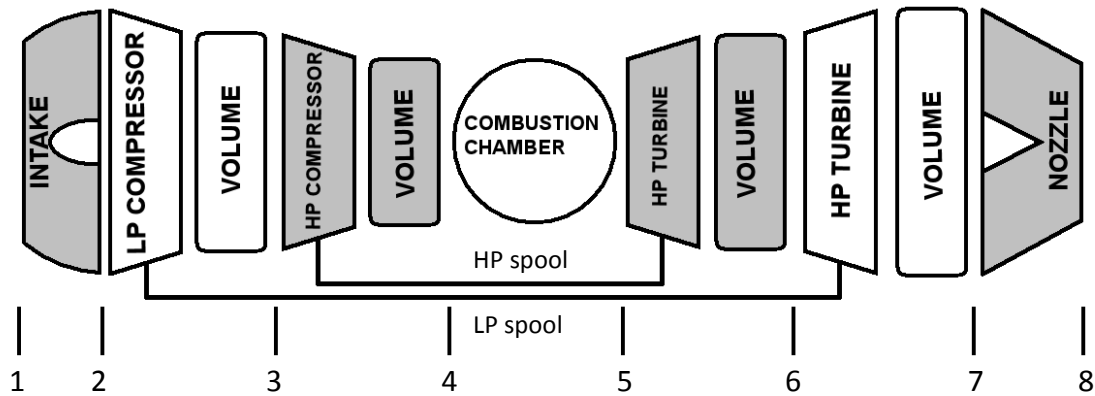 INTAKE
LP COMPRESSOR
VOLUME
HP COMPRESSOR
VOLUME
COMBUSTION
CHAMBER
HP TURBINE
VOLUME
HP TURBINE
VOLUME
NOZZLE
HP spool
LP spool
1 2 3 4 5 6 7 8